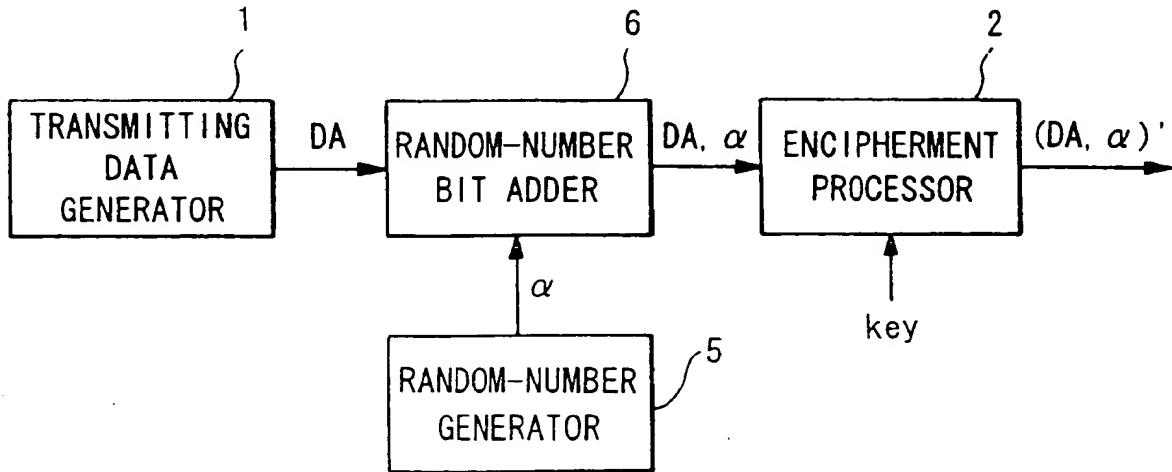 1
6
2
TRANSMITTING
DATA
GENERATOR
DA
RANDOM-NUMBER
BIT ADDER
DA, α
ENCIPHERMENT
PROCESSOR
(DA, α)'
α
key
5
RANDOM-NUMBER
GENERATOR